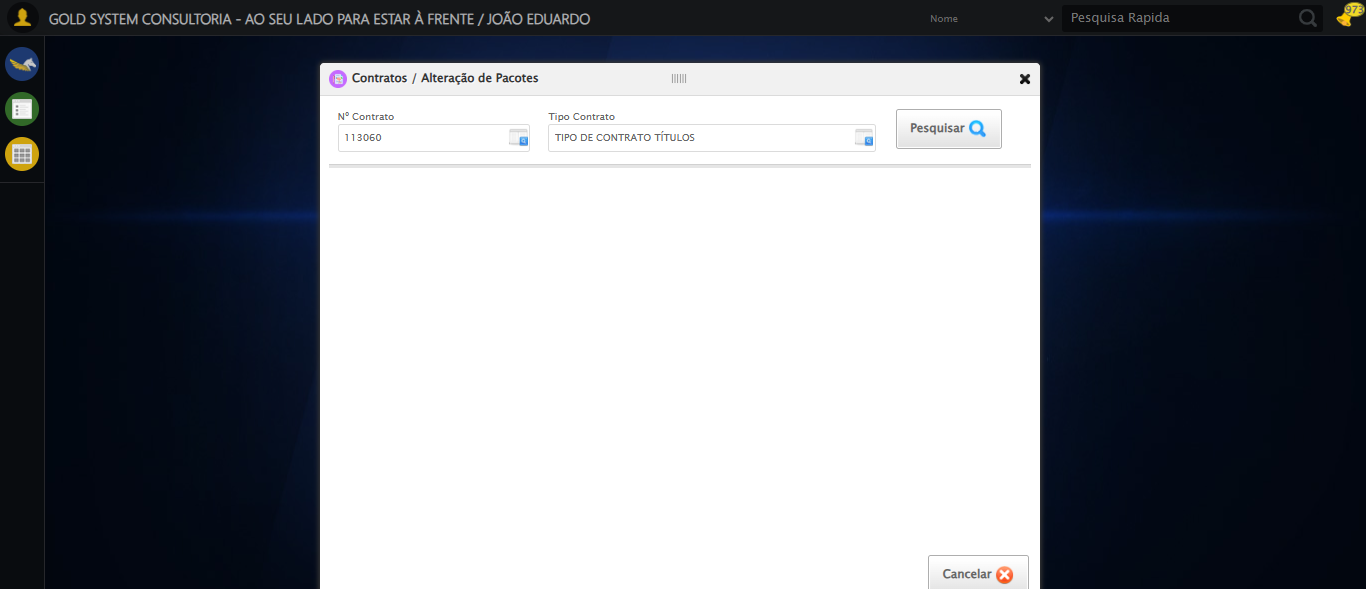 GOLD SYSTEM CONSULTORIA - AO SEU LADO PARA ESTAR À FRENTE / JOÃO EDUARDO
Nome
Pesquisa Rapida
973
Contratos / Alteração de Pacotes
Nº Contrato
Tipo Contrato
113060
TIPO DE CONTRATO TÍTULOS
Pesquisar
Cancelar